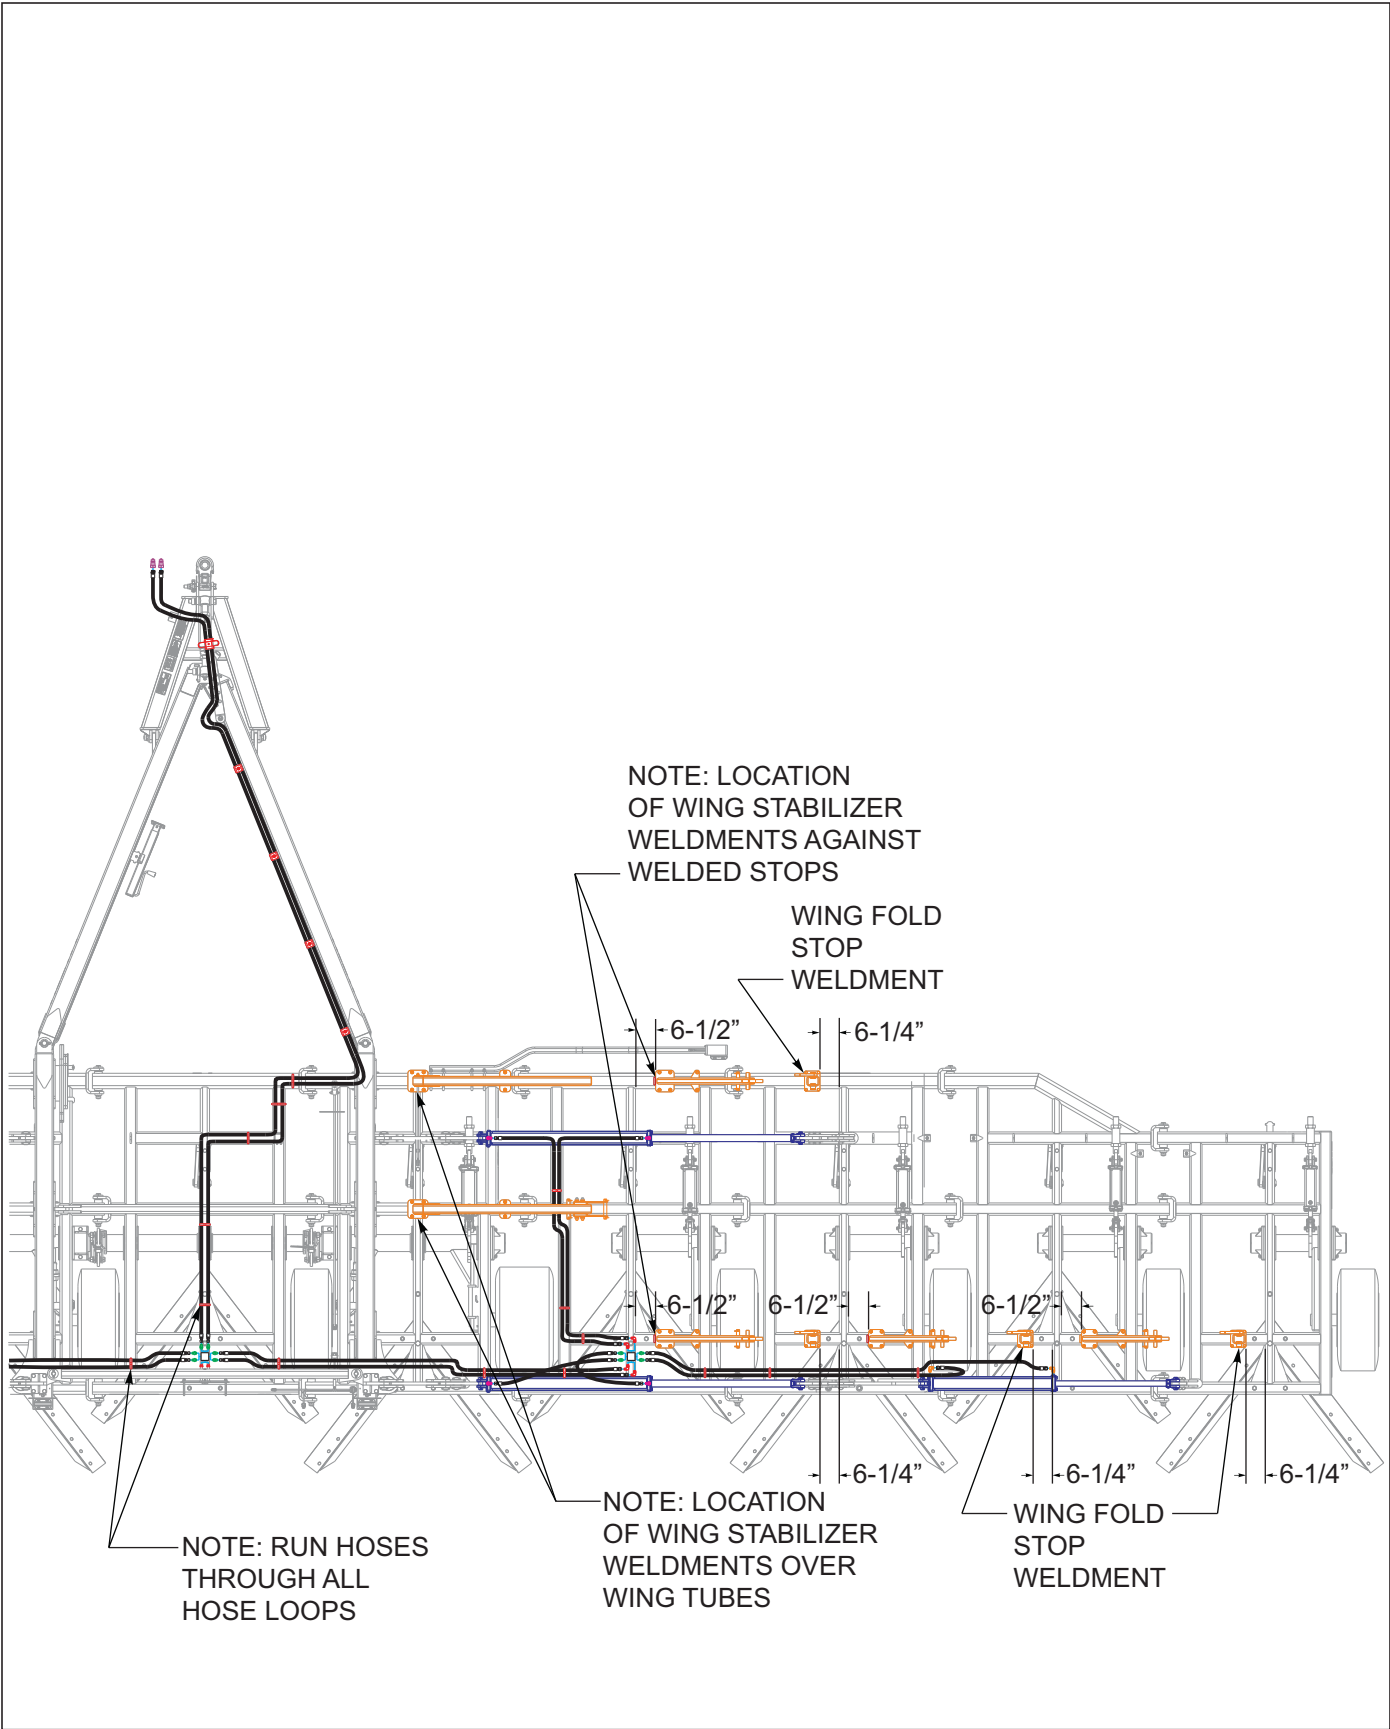 NOTE: LOCATION
OF WING STABILIZER
WELDMENTS AGAINST
WELDED STOPS
WING FOLD
STOP
WELDMENT
6-1/2”
6-1/4”
6-1/2”
6-1/2”
6-1/2”
6-1/4”
6-1/4”
6-1/4”
NOTE: LOCATION
OF WING STABILIZER
WELDMENTS OVER
WING TUBES
WING FOLD
STOP
WELDMENT
NOTE: RUN HOSES
THROUGH ALL
HOSE LOOPS